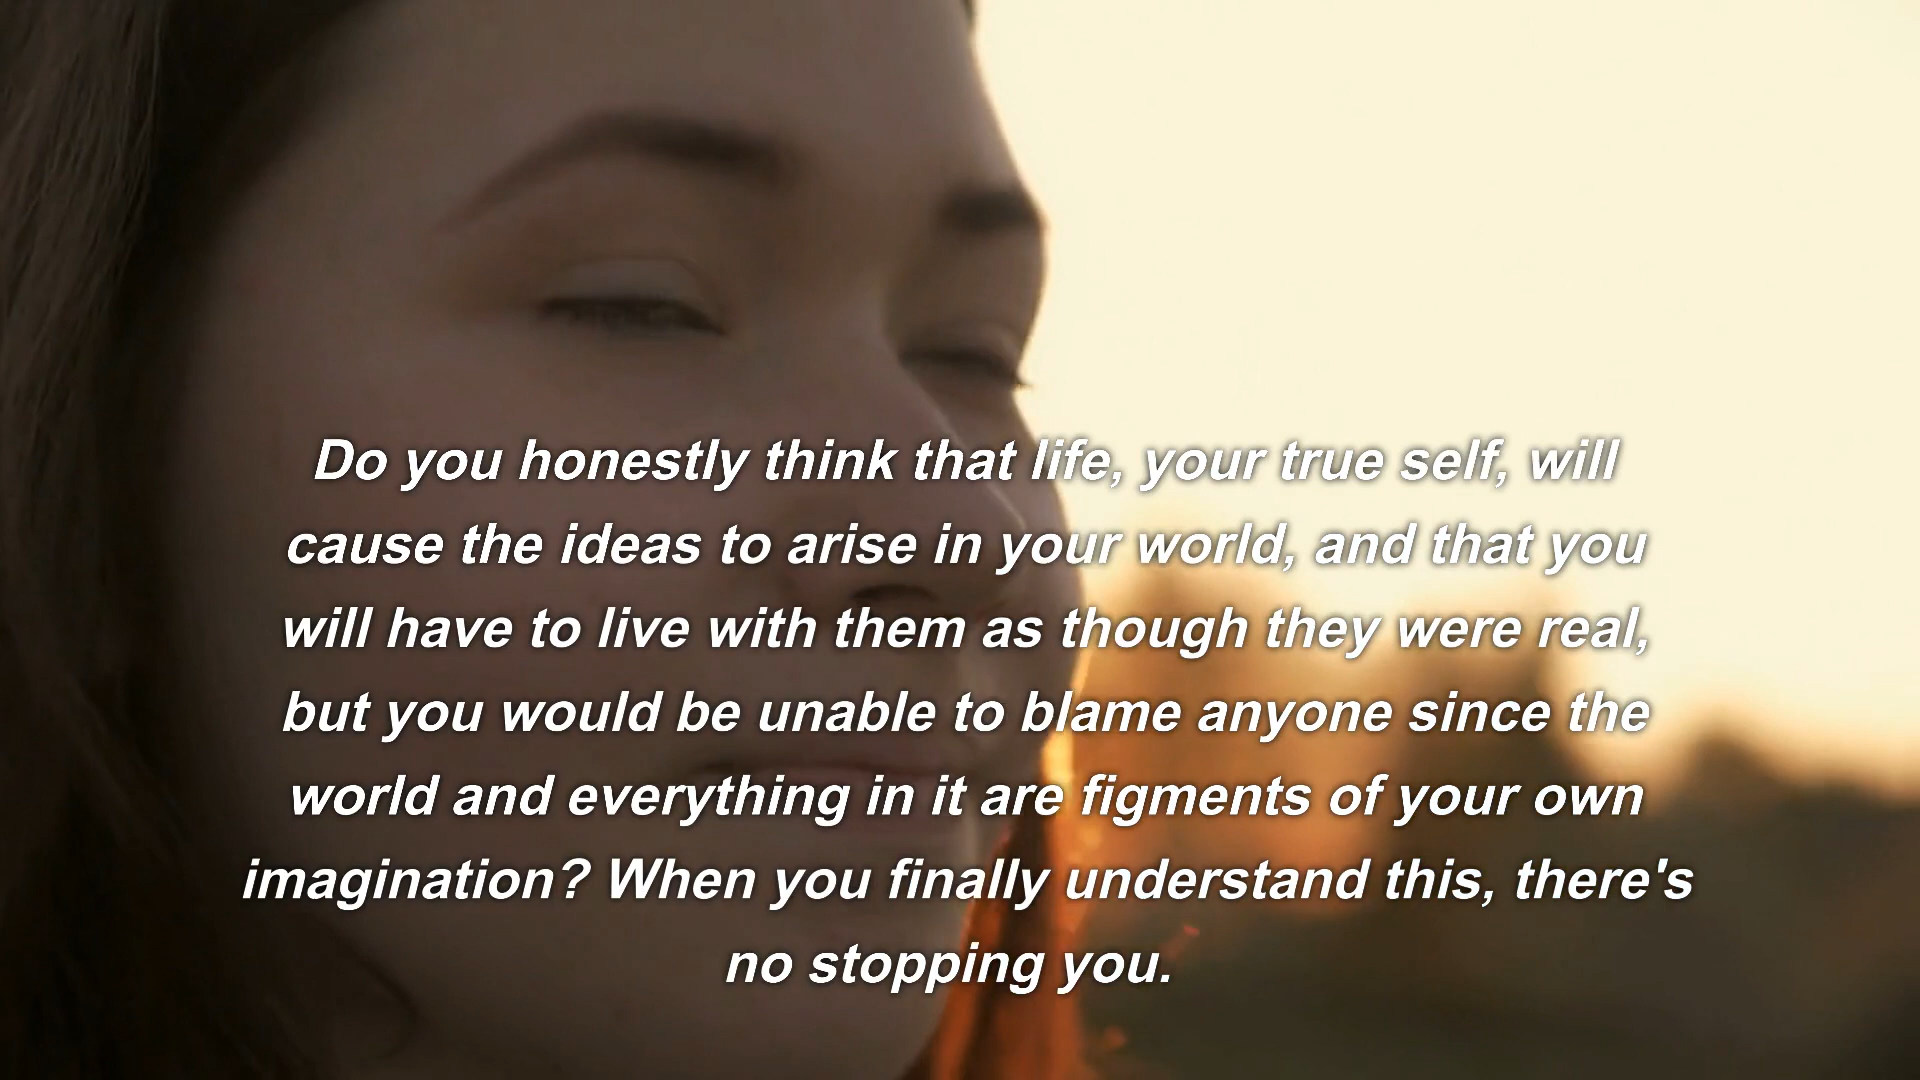 Do you honestly think that life, your true self, will
cause the ideas to arise in your world, and that you
will have to live with them as though they were real,
but you would be unable to blame anyone since the
world and everything in it are figments of your own
imagination? When you finally understand this, there's
no stopping you.